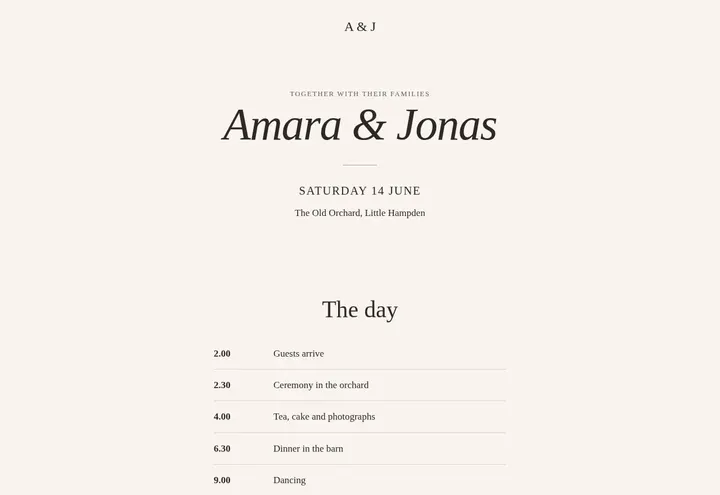 A & J
TOGETHER WITH THEIR FAMILIES
Amara & Jonas
SATURDAY 14 JUNE
The Old Orchard, Little Hampden
The day
2.00 Guests arrive
2.30 Ceremony in the orchard
4.00 Tea, cake and photographs
6.30 Dinner in the barn
9.00 Dancing